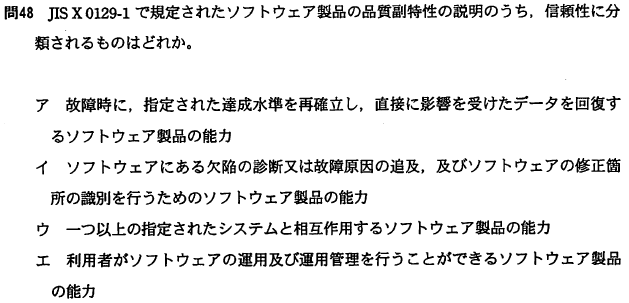 問48 JIS X 0129-1 で規定されたソフトウェア製品の品質副特性の説明のうち，信頼性に分
類されるものはどれか。
ア 故障時に，指定された達成水準を再確立し，直接に影響を受けたデータを回復す
るソフトウェア製品の能力
イ ソフトウェアにある欠陥の診断又は故障原因の追及，及びソフトウェアの修正箇
所の識別を行うためのソフトウェア製品の能力
ウ 一つ以上の指定されたシステムと相互作用するソフトウェア製品の能力
エ 利用者がソフトウェアの運用及び運用管理を行うことができるソフトウェア製品
の能力